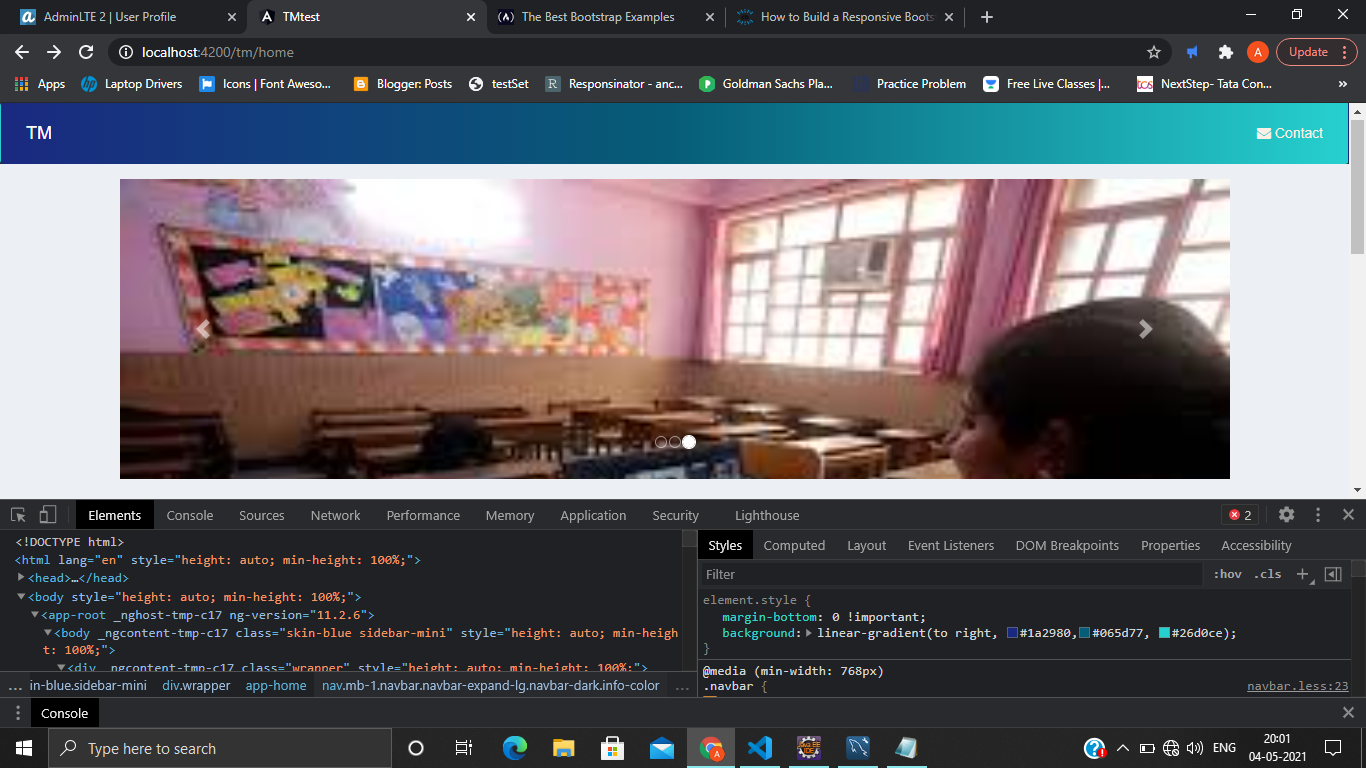 AdminLTE 2 | User Profile
TMtest
The Best Bootstrap Examples
How to Build a Responsive Boots
localhost:4200/tm/home
A
Update
Apps
Laptop Drivers
Icons | Font Aweso...
Blogger: Posts
testSet
Responsinator - anc...
Goldman Sachs Pla...
Practice Problem
Free Live Classes |...
NextStep- Tata Con...
»
TM
Contact
Elements
Console
Sources
Network
Performance
Memory
Application
Security
Lighthouse
2
<!DOCTYPE html>
<html lang="en" style="height: auto; min-height: 100%;">
<head>…</head>
<body style="height: auto; min-height: 100%;">
<app-root _nghost-tmp-c17 ng-version="11.2.6">
<body _ngcontent-tmp-c17 class="skin-blue sidebar-mini" style="height: auto; min-heigh
t: 100%;">
<div _ngcontent-tmp-c17 class="wrapper" style="height: auto; min-height: 100%;">
... in-blue.sidebar-mini div.wrapper app-home nav.mb-1.navbar.navbar-expand-lg.navbar-dark.info-color ...
Styles
Computed
Layout
Event Listeners
DOM Breakpoints
Properties
Accessibility
Filter
:hov .cls
element.style {
margin-bottom: 0 !important;
background: linear-gradient(to right, #1a2980, #065d77, #26d0ce);
}
@media (min-width: 768px)
.navbar {
navbar.less:23
Console
Type here to search
ENG
20:01
04-05-2021